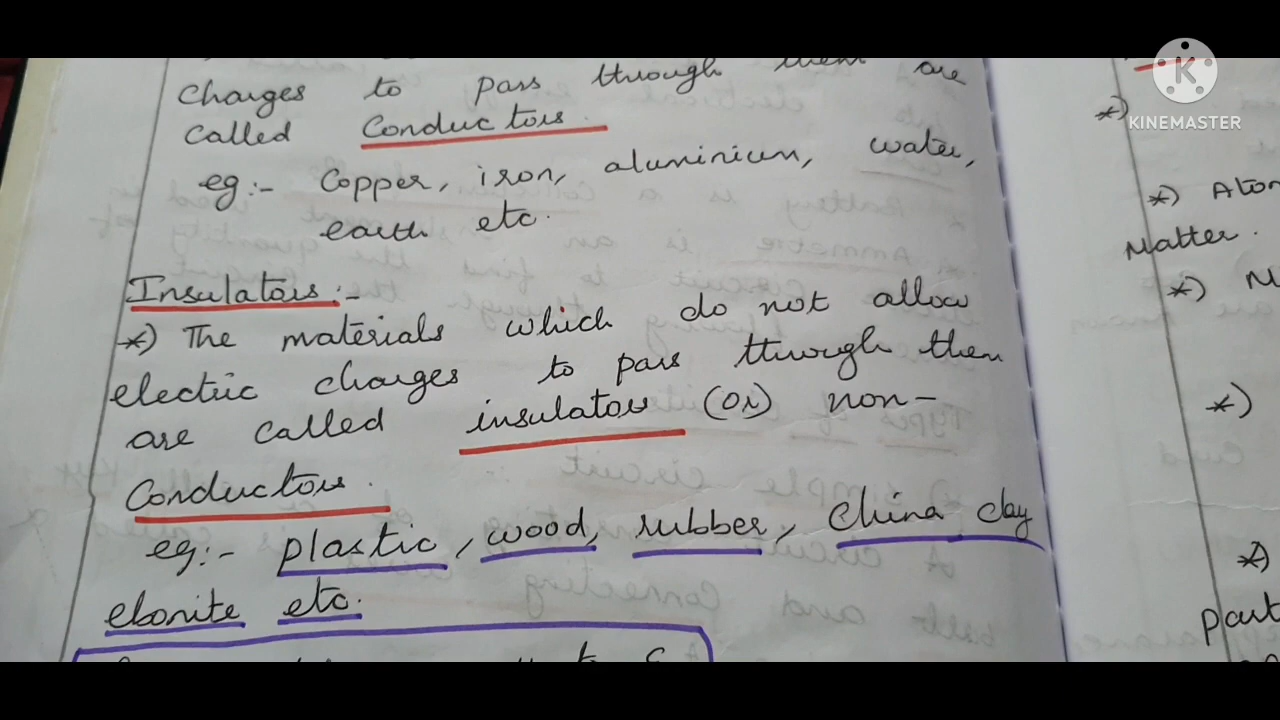 charges to pass through them are
called Conductors.
eg:- Copper, iron, aluminium, water,
earth etc.
Insulators:-
*) The materials which do not allow
electric charges to pass through them
are called insulators (OR) non-
Conductors.
eg:- plastic, wood, rubber, China clay
ebonite etc.
KINEMASTER
*)
*) Atom
Matter.
*)
*)
*)
part